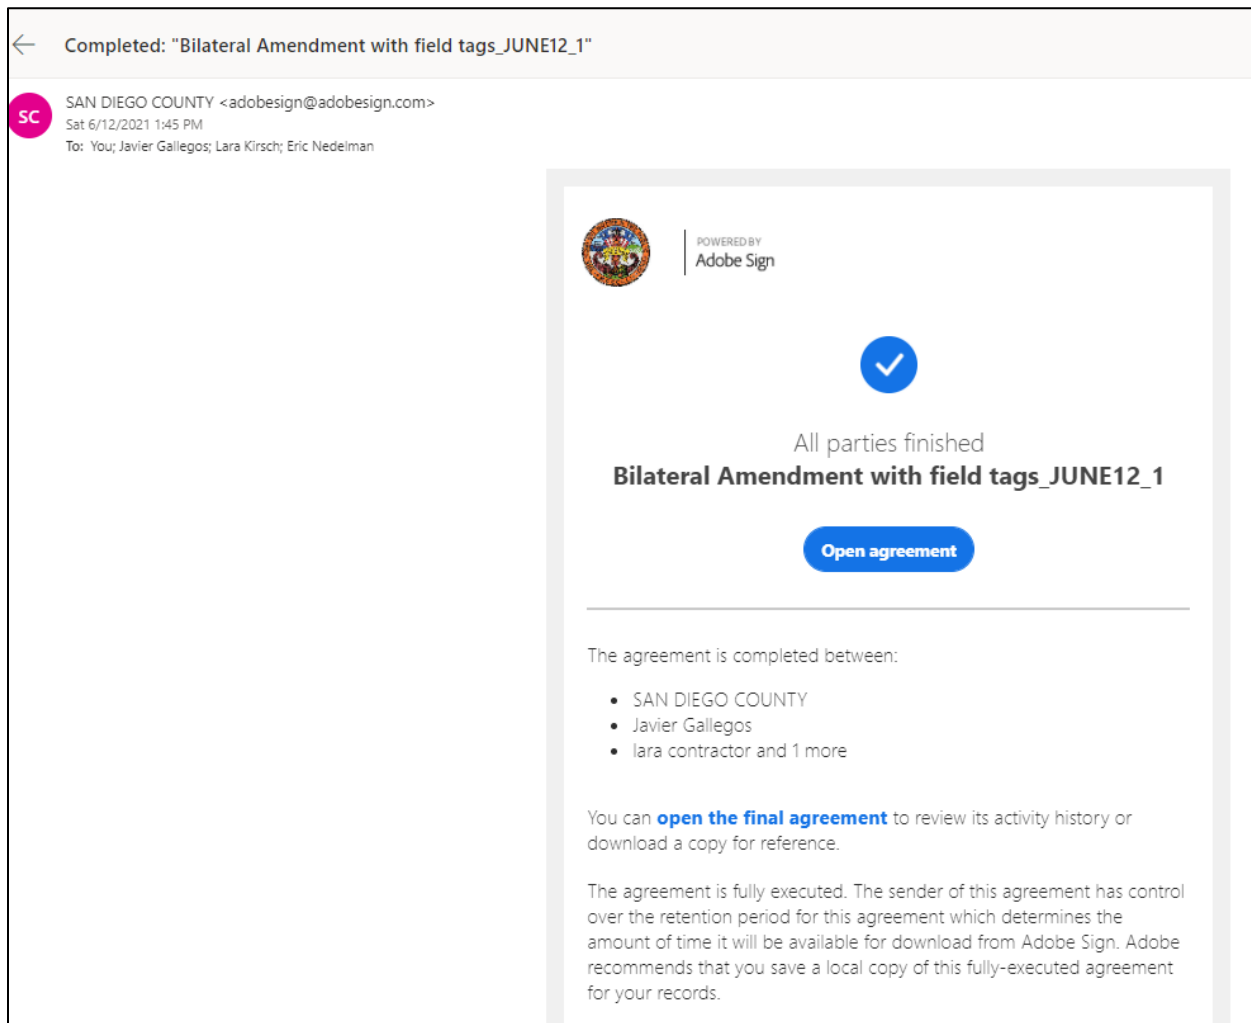 Completed: "Bilateral Amendment with field tags_JUNE12_1"
SC
SAN DIEGO COUNTY <adobesign@adobesign.com>
Sat 6/12/2021 1:45 PM
To: You; Javier Gallegos; Lara Kirsch; Eric Nedelman
POWERED BY
Adobe Sign
All parties finished
Bilateral Amendment with field tags_JUNE12_1
Open agreement
The agreement is completed between:
• SAN DIEGO COUNTY
• Javier Gallegos
• lara contractor and 1 more
You can open the final agreement to review its activity history or
download a copy for reference.
The agreement is fully executed. The sender of this agreement has control
over the retention period for this agreement which determines the
amount of time it will be available for download from Adobe Sign. Adobe
recommends that you save a local copy of this fully-executed agreement
for your records.